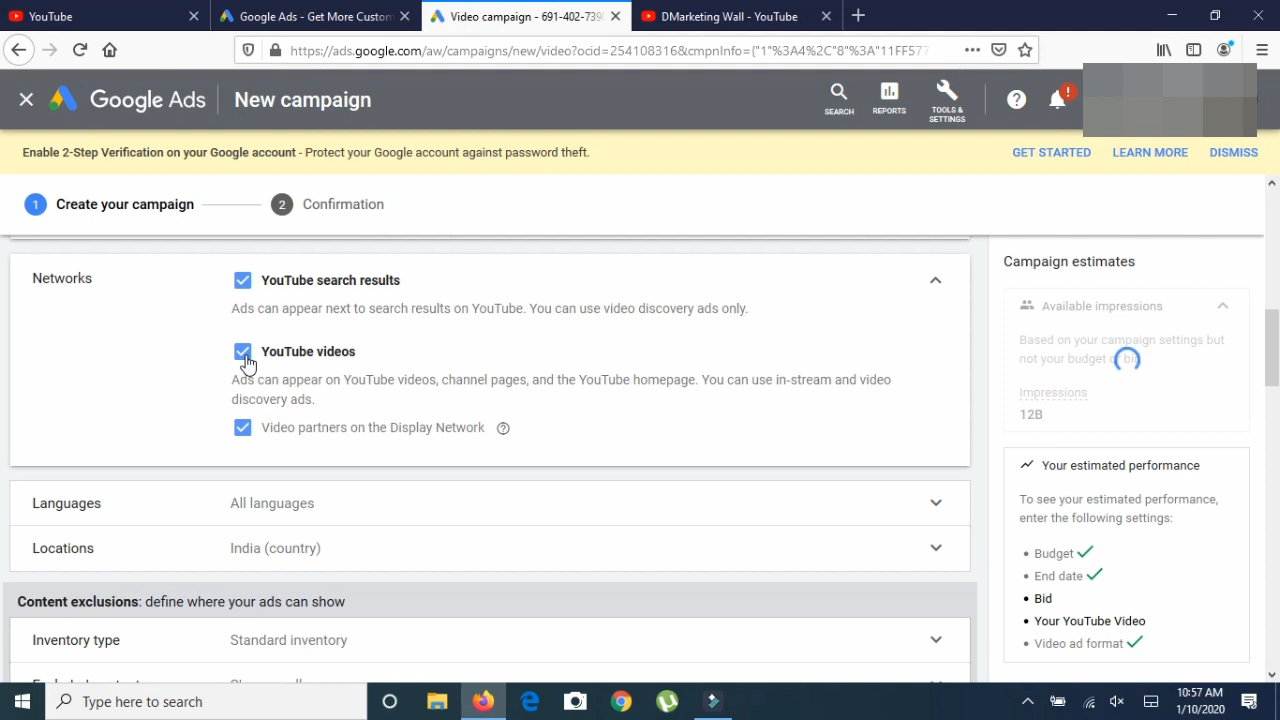 YouTube
Google Ads - Get More Custom
Video campaign - 691-402-739
DMarketing Wall - YouTube
https://ads.google.com/aw/campaigns/new/video?ocid=254108316&cmpnInfo={"1"%3A4%2C"8"%3A"11FF577
Google Ads
New campaign
SEARCH
REPORTS
TOOLS & SETTINGS
Enable 2-Step Verification on your Google account - Protect your Google account against password theft.
GET STARTED
LEARN MORE
DISMISS
1 Create your campaign
2 Confirmation
Networks
YouTube search results
Ads can appear next to search results on YouTube. You can use video discovery ads only.
YouTube videos
Ads can appear on YouTube videos, channel pages, and the YouTube homepage. You can use in-stream and video
discovery ads.
Video partners on the Display Network
Languages
All languages
Locations
India (country)
Content exclusions: define where your ads can show
Inventory type
Standard inventory
Campaign estimates
Available impressions
Based on your campaign settings but
not your budget or bid
Impressions
12B
Your estimated performance
To see your estimated performance,
enter the following settings:
• Budget
• End date
• Bid
• Your YouTube Video
• Video ad format
Type here to search
10:57 AM
1/10/2020